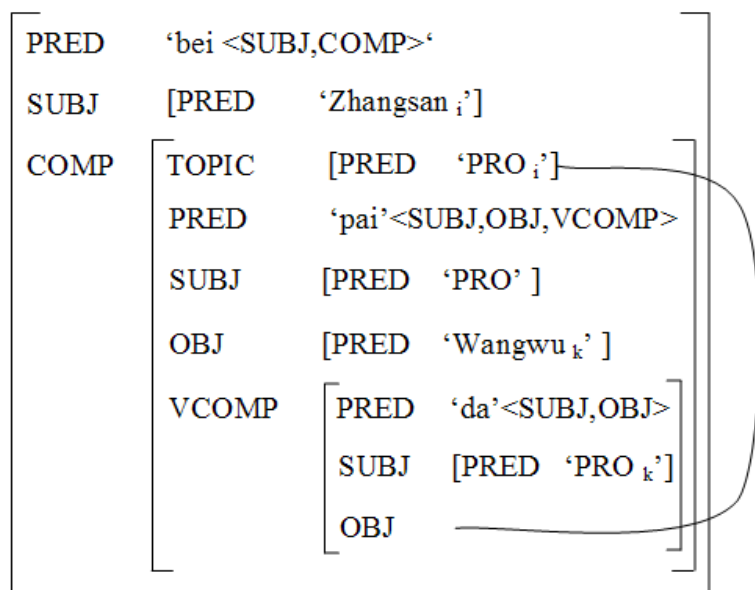 PRED ‘bei <SUBJ,COMP>‘
SUBJ [PRED ‘Zhangsan i’]
COMP TOPIC [PRED ‘PRO i’]
PRED ‘pai’<SUBJ,OBJ,VCOMP>
SUBJ [PRED ‘PRO’ ]
OBJ [PRED ‘Wangwu k’ ]
VCOMP PRED ‘da’<SUBJ,OBJ>
SUBJ [PRED ‘PRO k’]
OBJ